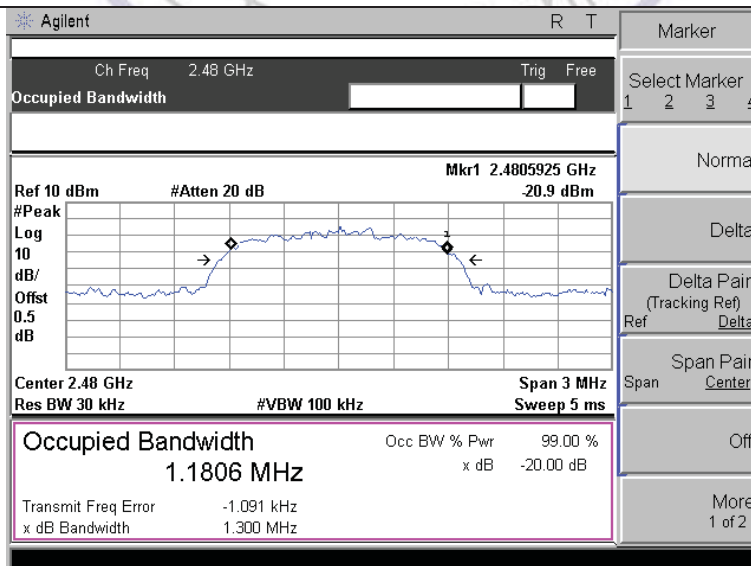 Agilent R T
Ch Freq 2.48 GHz Trig Free
Occupied Bandwidth
Mkr1 2.4805925 GHz
Ref 10 dBm #Atten 20 dB -20.9 dBm
#Peak
Log
10
dB/
Offst
0.5
dB
1
Center 2.48 GHz Span 3 MHz
Res BW 30 kHz #VBW 100 kHz Sweep 5 ms
Occupied Bandwidth Occ BW % Pwr 99.00 %
1.1806 MHz x dB -20.00 dB
Transmit Freq Error -1.091 kHz
x dB Bandwidth 1.300 MHz
Marker
Select Marker
1 2 3 4
Norma
Delta
Delta Pair
(Tracking Ref)
Ref Delta
Span Pair
Span Center
Off
More
1 of 2